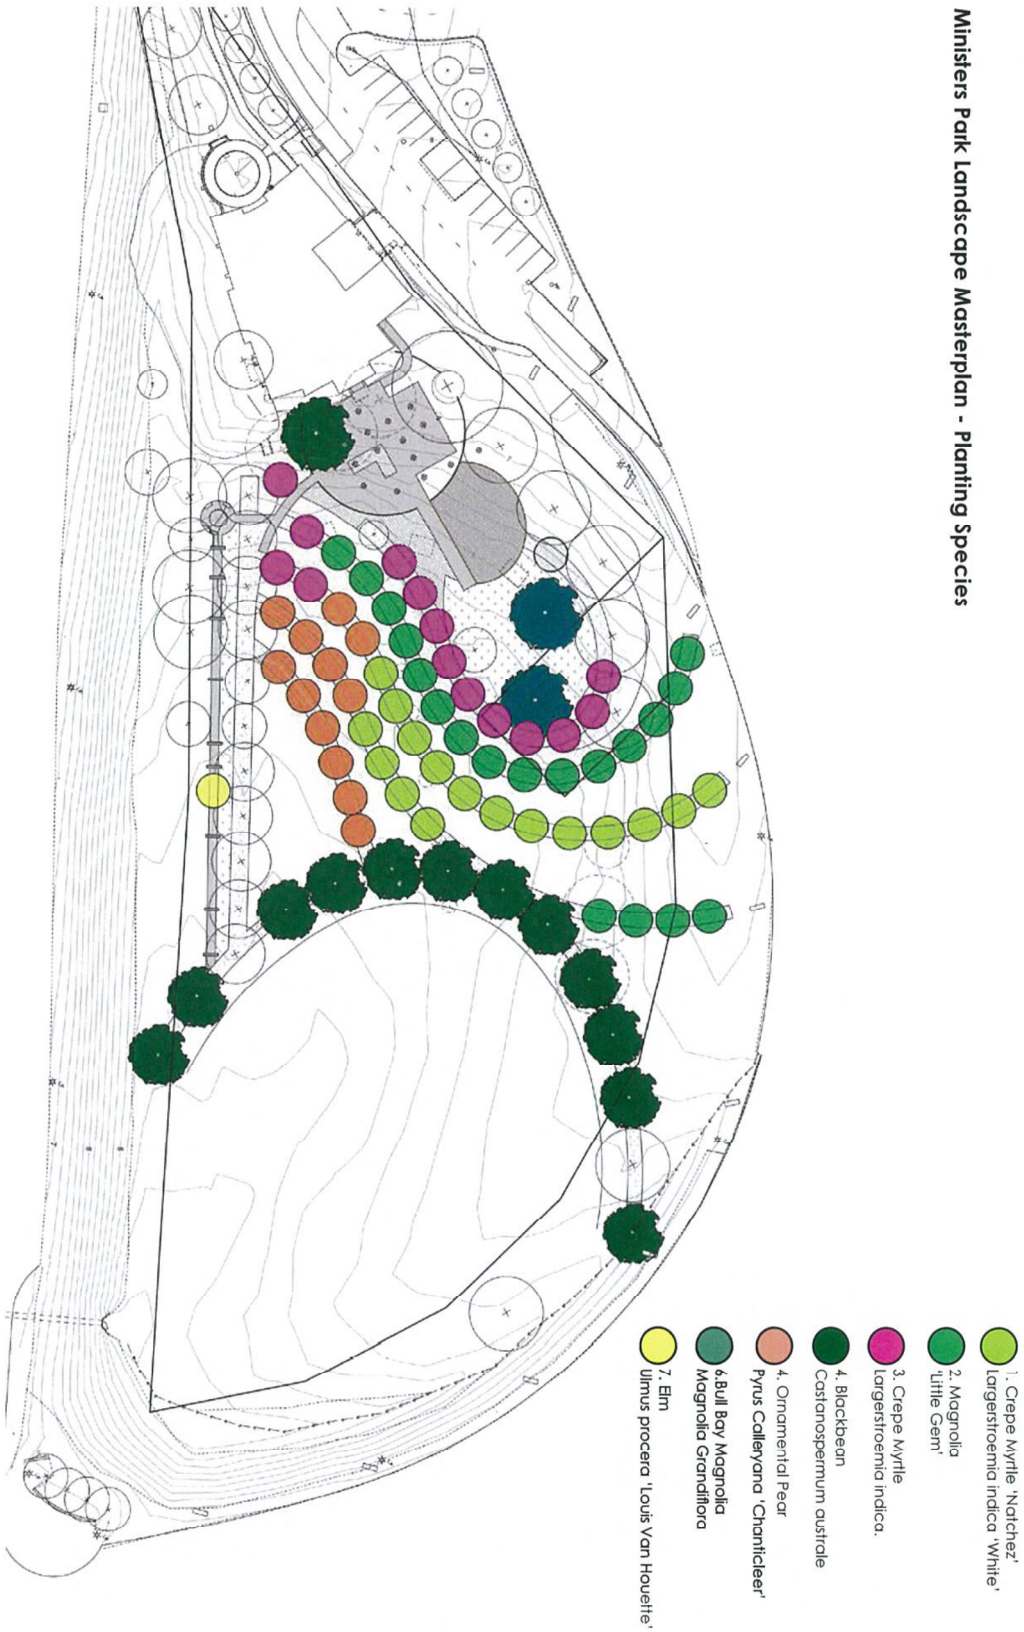 Ministers Park Landscape Masterplan - Planting Species
1. Crepe Myrtle 'Natchez'
Largerstroemia indica 'White'
2. Magnolia
'Little Gem'
3. Crepe Myrtle
Largerstroemia indica.
4. Blackbean
Castanospermum australe
4. Ornamental Pear
Pyrus Calleryana 'Chanticleer'
6.Bull Bay Magnolia
Magnolia Grandiflora
7. Elm
Ulmus procera 'Louis Van Houette'